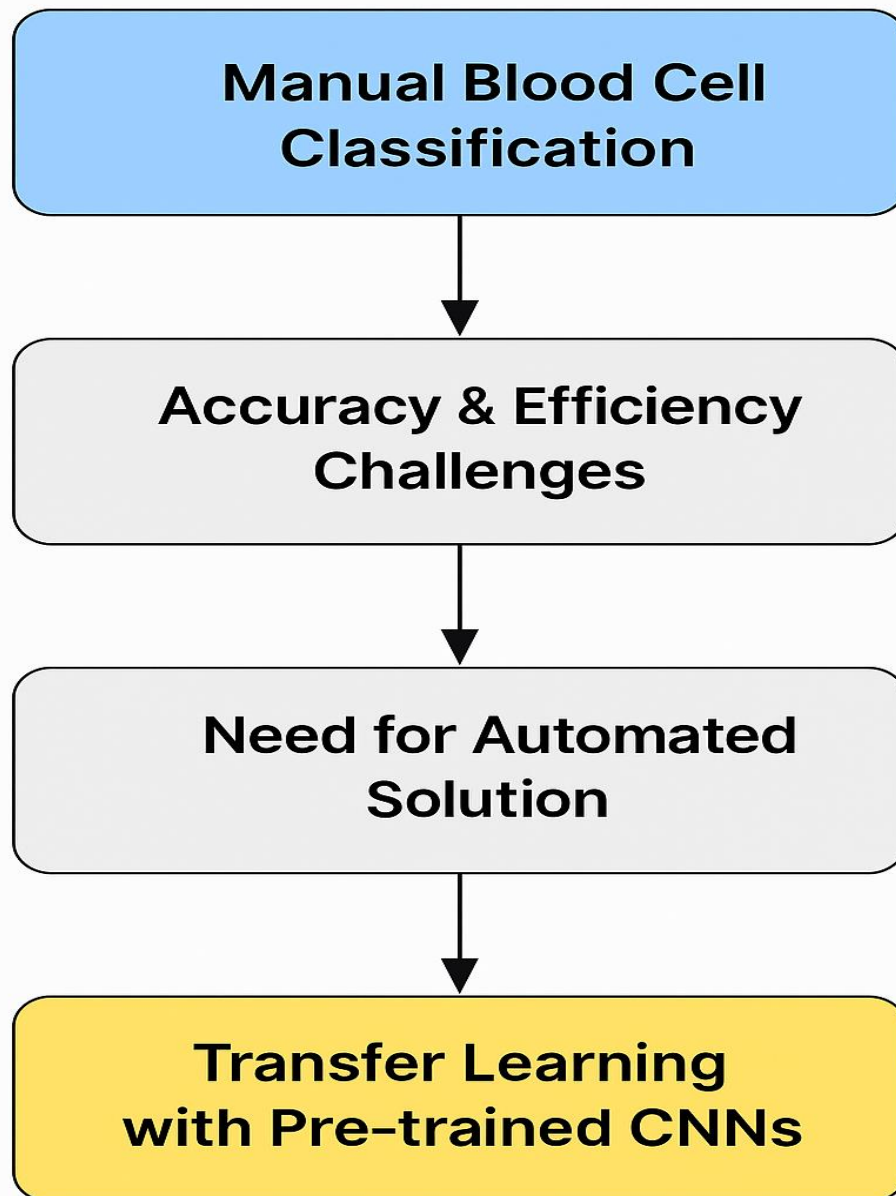 Manual Blood Cell
Classification
Accuracy & Efficiency
Challenges
Need for Automated
Solution
Transfer Learning
with Pre-trained CNNs